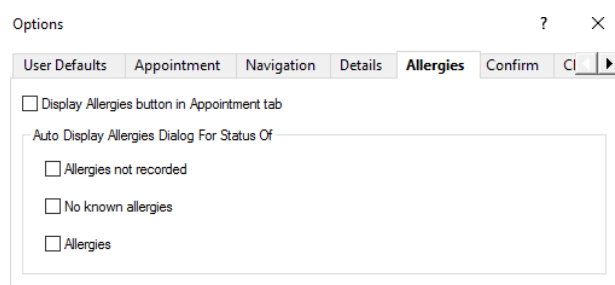 Options ?
User Defaults Appointment Navigation Details Allergies Confirm
Display Allergies button in Appointment tab
Auto Display Allergies Dialog For Status Of
Allergies not recorded
No known allergies
Allergies